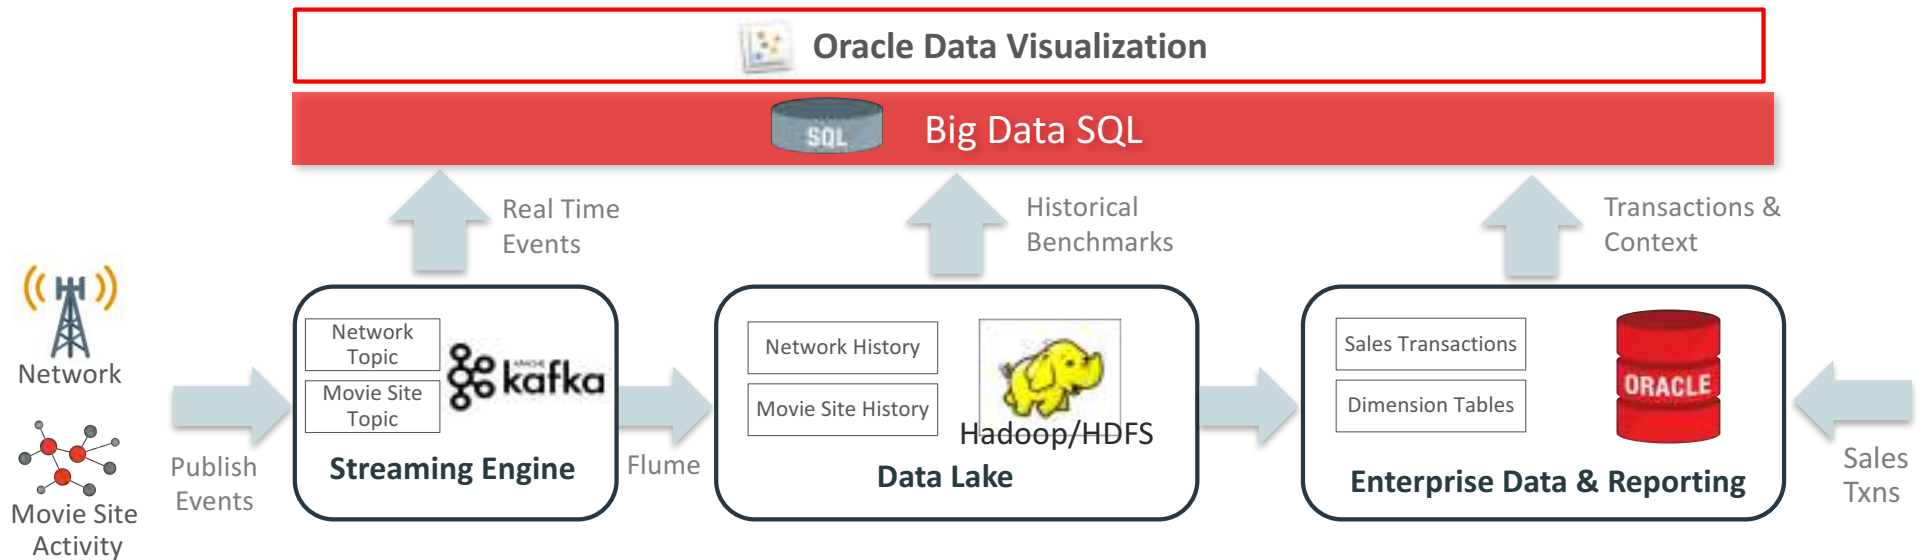 Oracle Data Visualization
SQL
Big Data SQL
Real Time
Events
Historical
Benchmarks
Transactions &
Context
Network
Movie Site
Activity
Publish
Events
Network
Topic
Movie Site
Topic
APACHE
kafka
Streaming Engine
Flume
Network History
Movie Site History
Hadoop/HDFS
Data Lake
Sales Transactions
Dimension Tables
ORACLE
Enterprise Data & Reporting
Sales
Txns